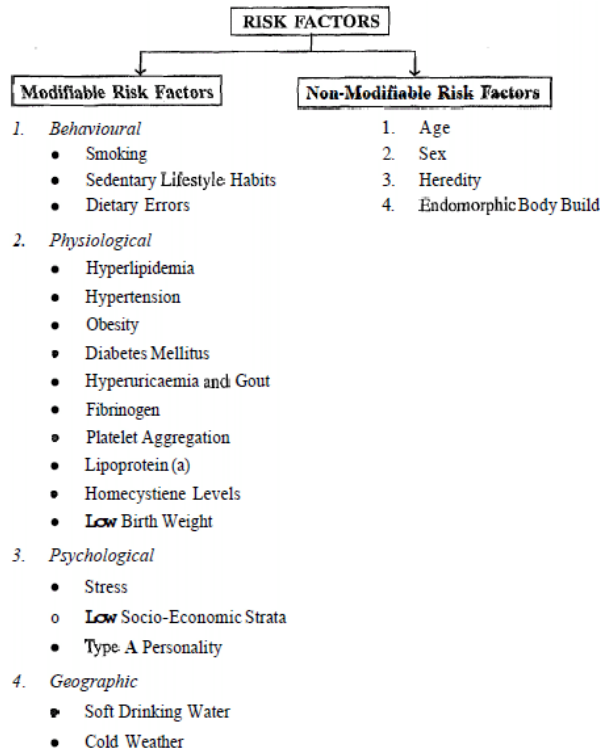 RISK FACTORS
Modifiable Risk Factors
Non-Modifiable Risk Factors
1. Behavioural
• Smoking
• Sedentary Lifestyle Habits
• Dietary Errors
1. Age
2. Sex
3. Heredity
4. Endomorphic Body Build
2. Physiological
• Hyperlipidemia
• Hypertension
• Obesity
• Diabetes Mellitus
• Hyperuricaemia and Gout
• Fibrinogen
• Platelet Aggregation
• Lipoprotein (a)
• Homecystiene Levels
• Low Birth Weight
3. Psychological
• Stress
o Low Socio-Economic Strata
• Type A Personality
4. Geographic
• Soft Drinking Water
• Cold Weather